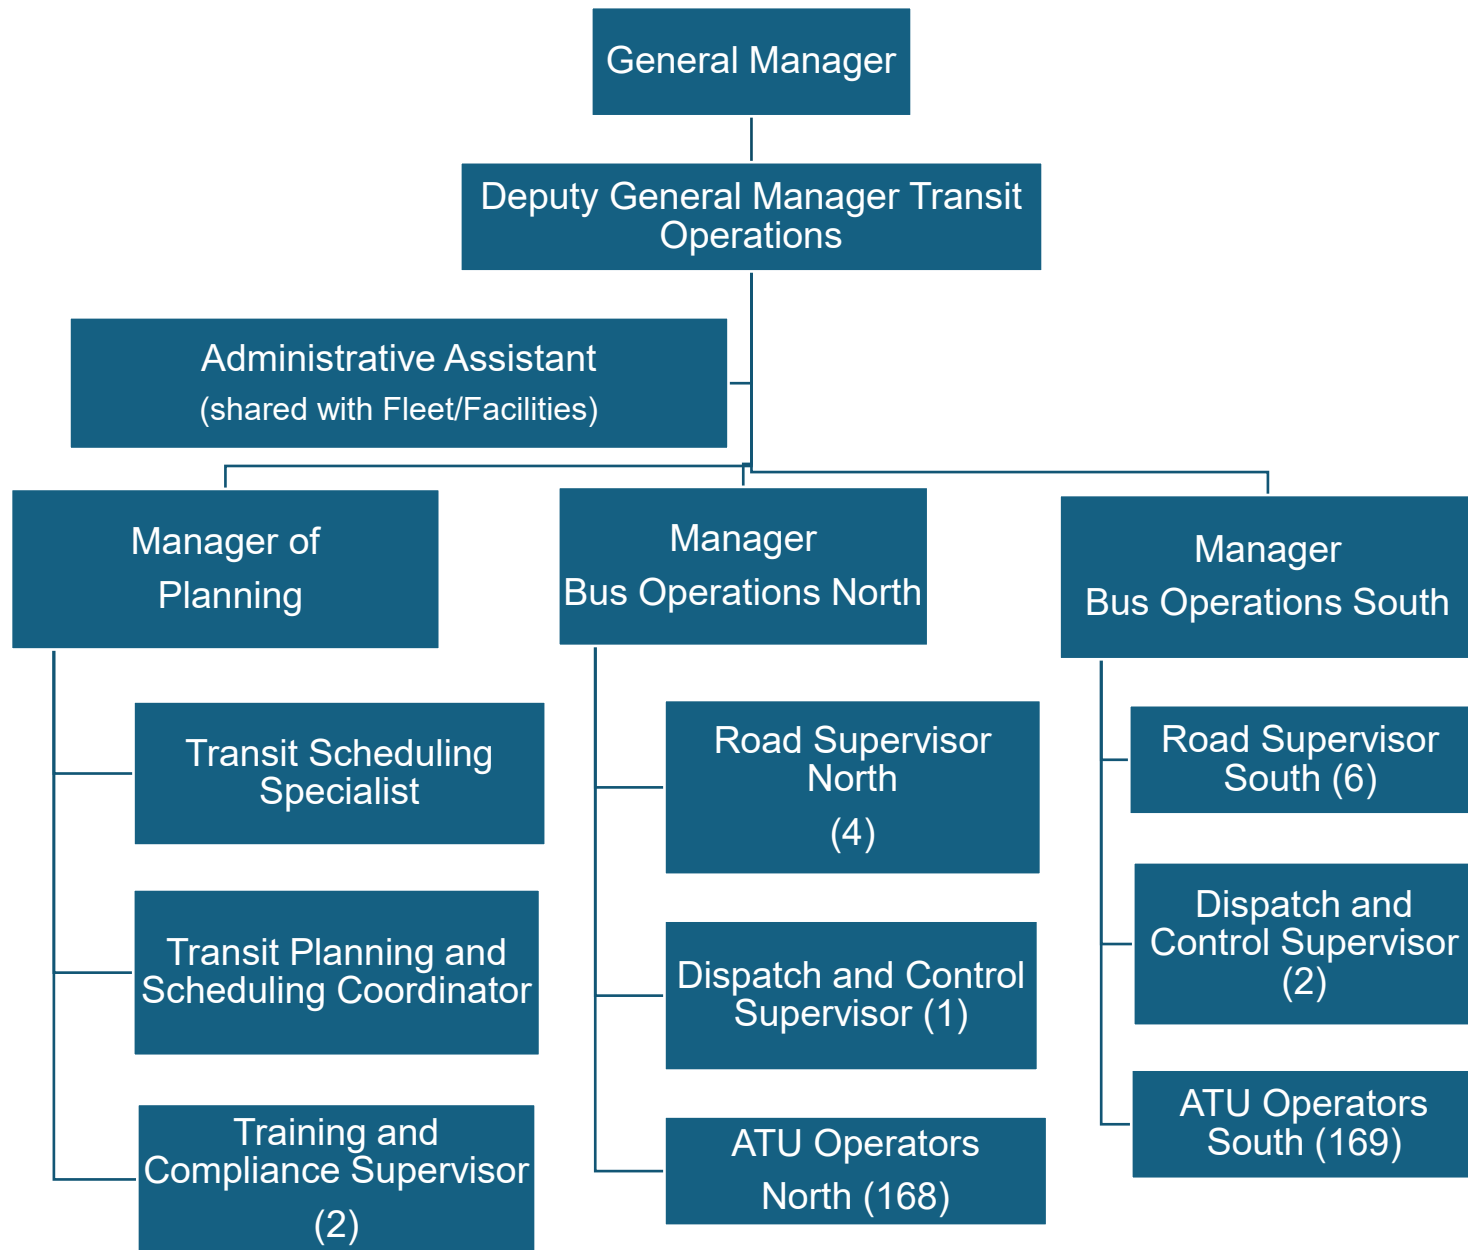 General Manager
Deputy General Manager Transit
Operations
Administrative Assistant
(shared with Fleet/Facilities)
Manager of
Planning
Transit Scheduling
Specialist
Transit Planning and
Scheduling Coordinator
Training and
Compliance Supervisor
(2)
Manager
Bus Operations North
Road Supervisor
North
(4)
Dispatch and Control
Supervisor (1)
ATU Operators
North (168)
Manager
Bus Operations South
Road Supervisor
South (6)
Dispatch and
Control Supervisor
(2)
ATU Operators
South (169)